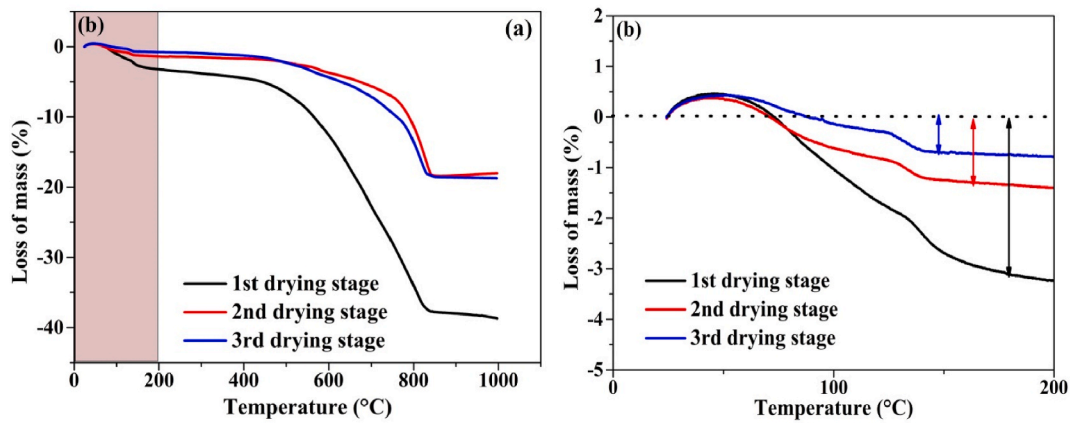 (b)
(a)
0
-10
-20
-30
-40
Loss of mass (%)
1st drying stage
2nd drying stage
3rd drying stage
0 200 400 600 800 1000
Temperature (°C)
(b)
2
1
0
-1
-2
-3
-4
-5
Loss of mass (%)
1st drying stage
2nd drying stage
3rd drying stage
0 100 200
Temperature (°C)